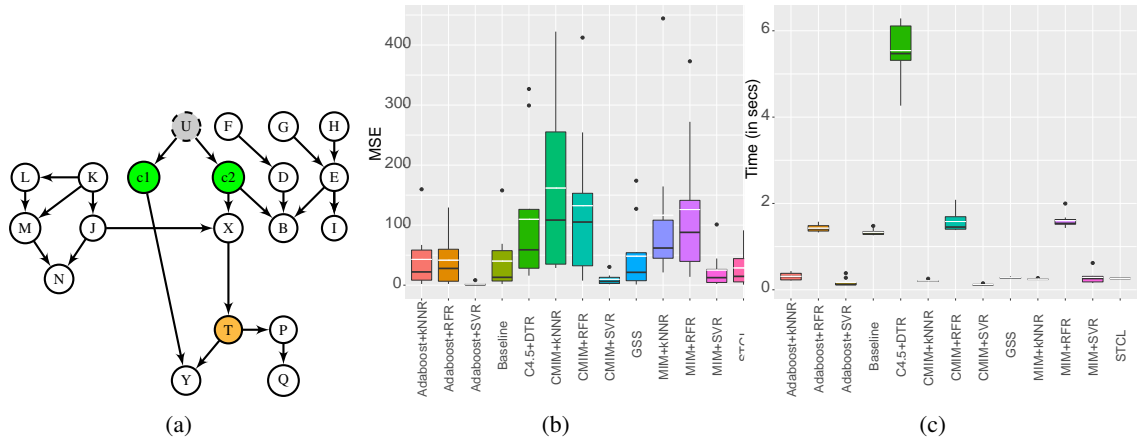 U
F
G
H
L
K
c1
c2
D
E
M
J
X
B
I
N
T
P
Y
Q
(a)
MSE
400
300
200
100
0
Adaboost+kNNR
Adaboost+RFR
Adaboost+SVR
Baseline
C4.5+DTR
CMIM+kNNR
CMIM+RFR
CMIM+SVR
GSS
MIM+kNNR
MIM+RFR
MIM+SVR
STCL
(b)
Time (in secs)
6
4
2
0
Adaboost+kNNR
Adaboost+RFR
Adaboost+SVR
Baseline
C4.5+DTR
CMIM+kNNR
CMIM+RFR
CMIM+SVR
GSS
MIM+kNNR
MIM+RFR
MIM+SVR
STCL
(c)